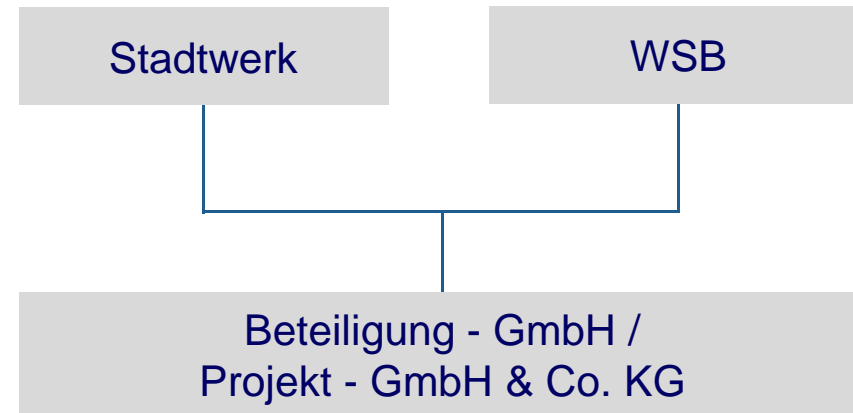 Stadtwerk
WSB
Beteiligung - GmbH /
Projekt - GmbH & Co. KG